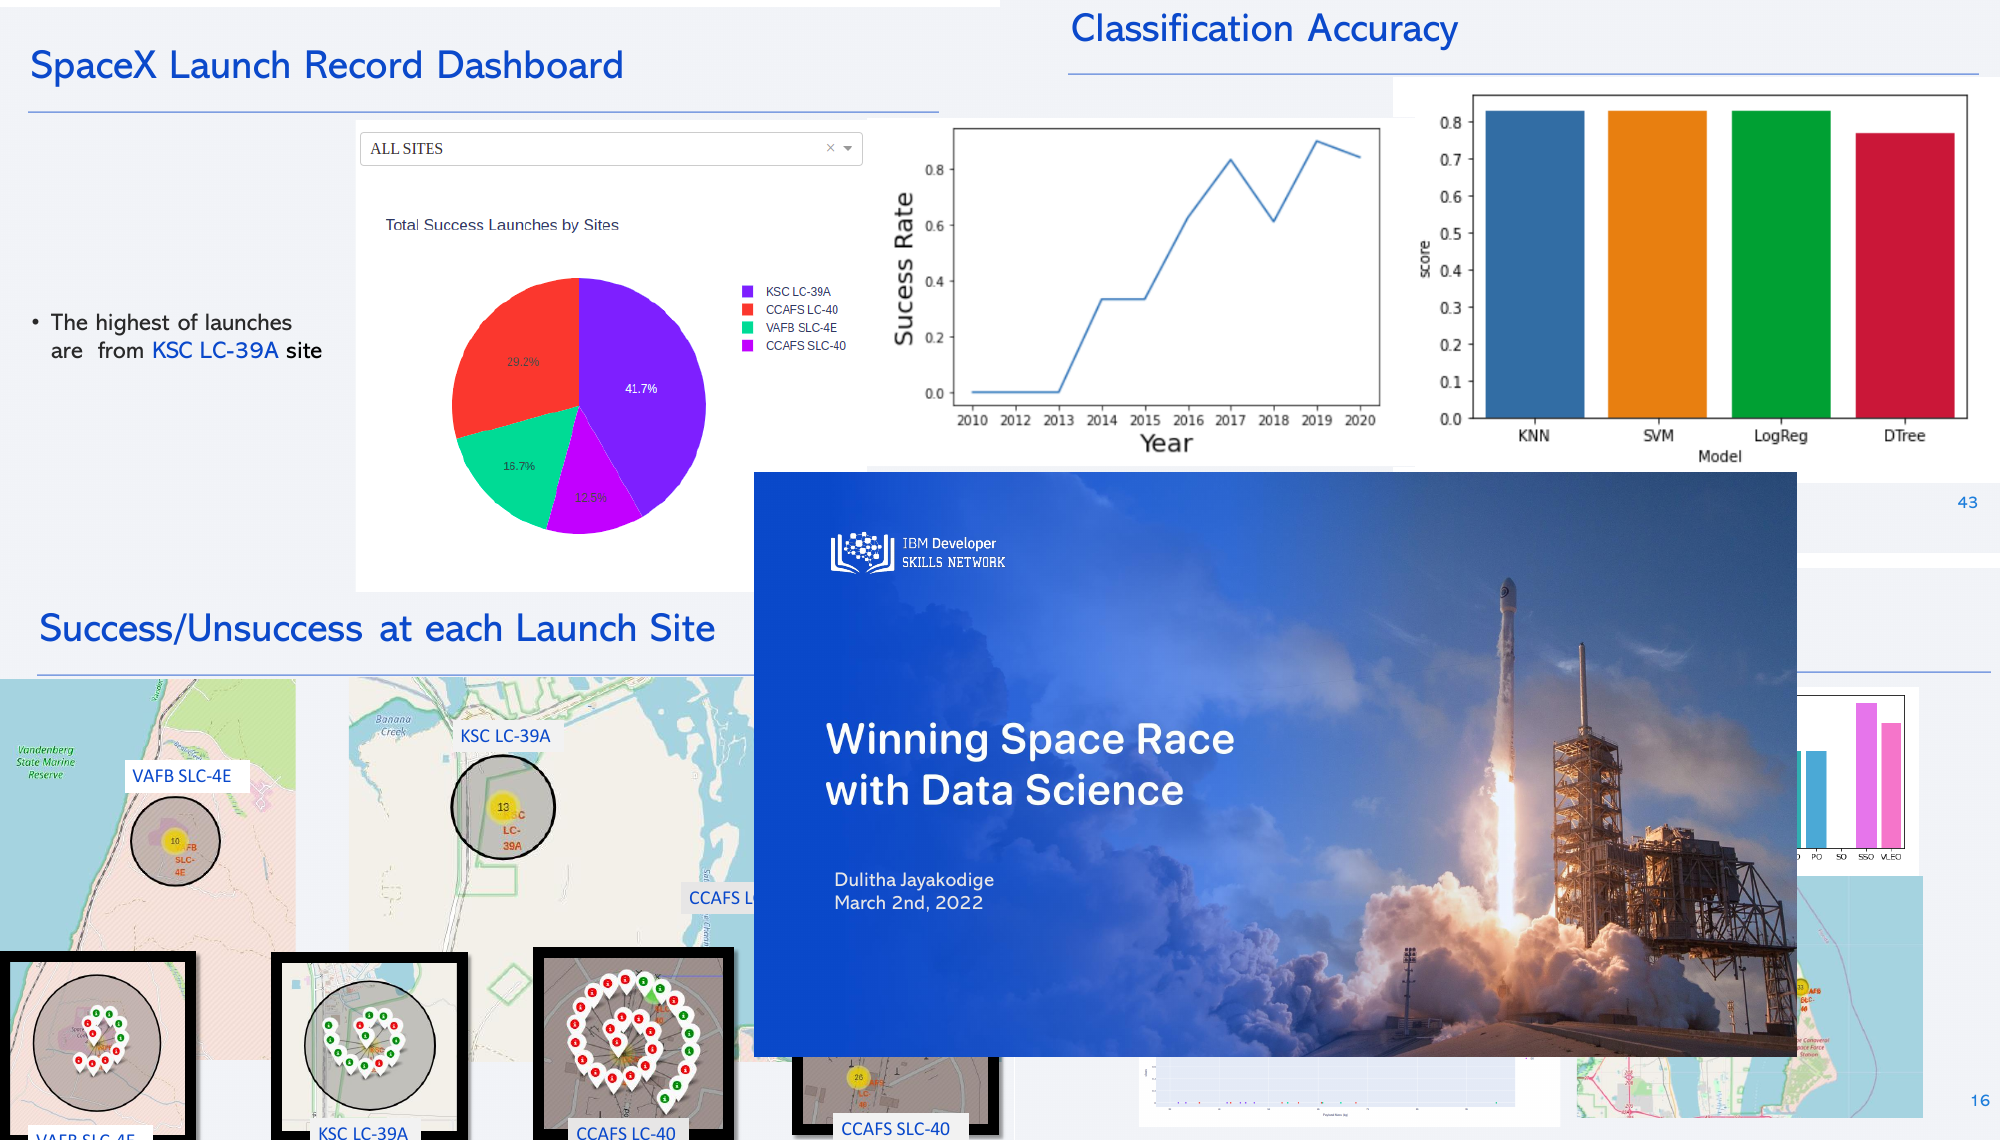 SpaceX Launch Record Dashboard
ALL SITES
Total Success Launches by Sites
KSC LC-39A
CCAFS LC-40
VAFB SLC-4E
CCAFS SLC-40
29.2%
41.7%
16.7%
12.5%
• The highest of launches
are from KSC LC-39A site
Sucess Rate
0.8
0.6
0.4
0.2
0.0
2010 2012 2013 2014 2015 2016 2017 2018 2019 2020
Year
Classification Accuracy
score
0.8
0.7
0.6
0.5
0.4
0.3
0.2
0.1
0.0
KNN SVM LogReg DTree
Model
43
IBM Developer
SKILLS NETWORK
Winning Space Race
with Data Science
Dulitha Jayakodige
March 2nd, 2022
Success/Unsuccess at each Launch Site
Vandenberg
State Marine
Reserve
VAFB SLC-4E
10
SLC-
4E
Banana
Creek
KSC LC-39A
13
LC-
39A
CCAFS
VAFB SLC-4E
KSC LC-39A
CCAFS LC-40
26
CCAFS SLC-40
PO SO SSO VLEO
16